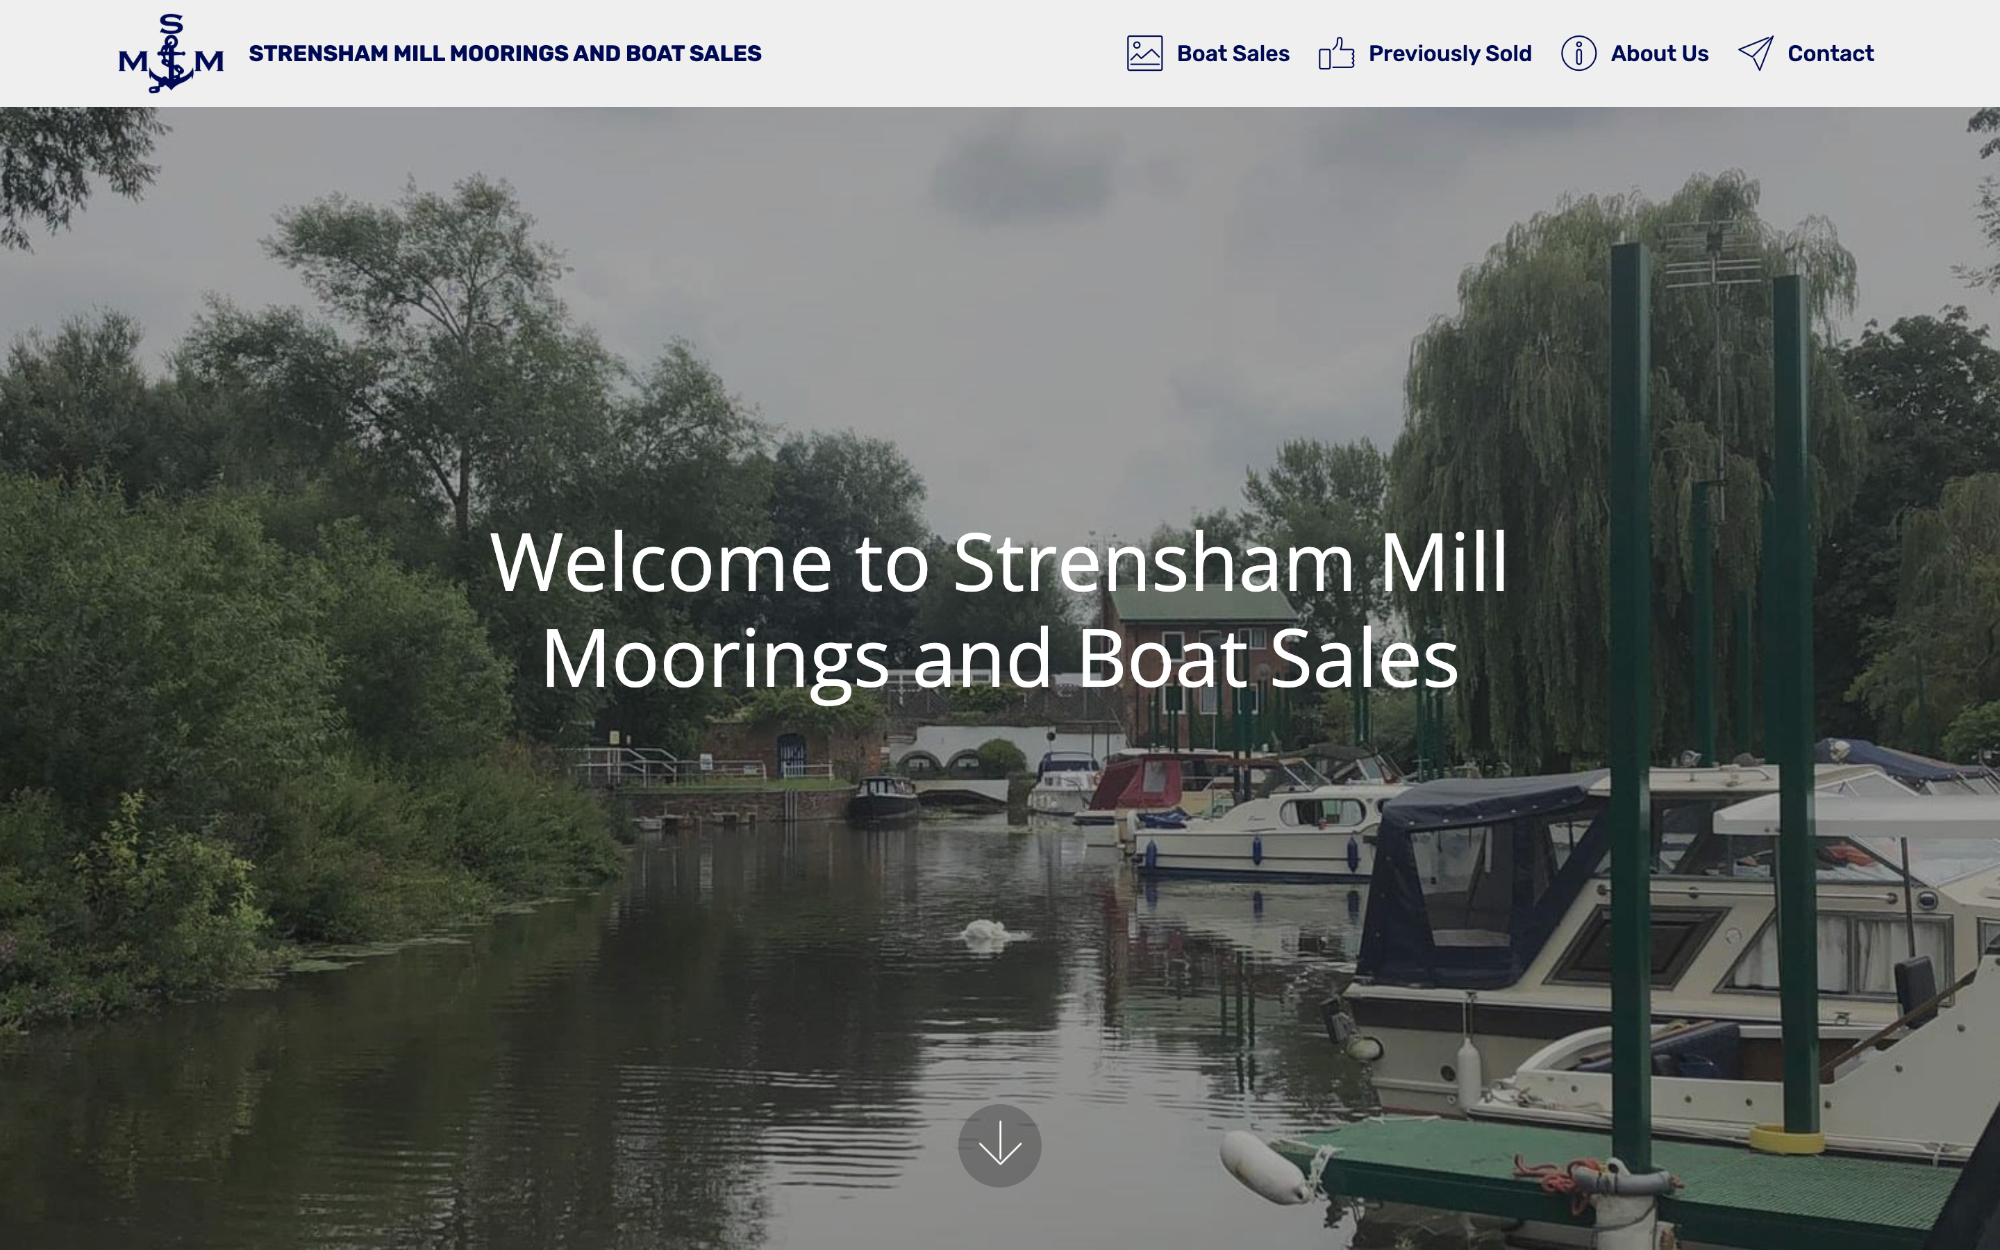 S
M M
STRENSHAM MILL MOORINGS AND BOAT SALES
Boat Sales
Previously Sold
About Us
Contact
Welcome to Strensham Mill
Moorings and Boat Sales